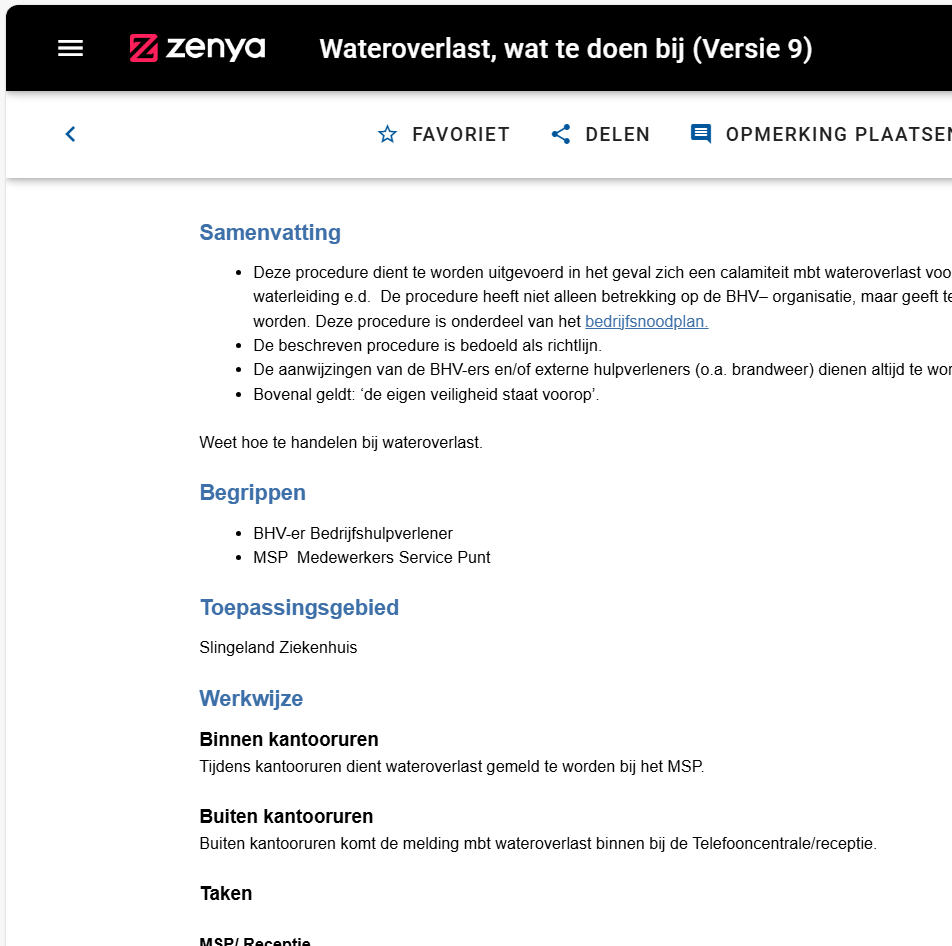 zenya
Wateroverlast, wat te doen bij (Versie 9)
FAVORIET
DELEN
OPMERKING PLAATSEN
Samenvatting
• Deze procedure dient te worden uitgevoerd in het geval zich een calamiteit mbt wateroverlast voo
waterleiding e.d. De procedure heeft niet alleen betrekking op de BHV– organisatie, maar geeft te
worden. Deze procedure is onderdeel van het bedrijfsnoodplan.
• De beschreven procedure is bedoeld als richtlijn.
• De aanwijzingen van de BHV-ers en/of externe hulpverleners (o.a. brandweer) dienen altijd te wor
• Bovenal geldt: ‘de eigen veiligheid staat voorop’.
Weet hoe te handelen bij wateroverlast.
Begrippen
• BHV-er Bedrijfshulpverlener
• MSP Medewerkers Service Punt
Toepassingsgebied
Slingeland Ziekenhuis
Werkwijze
Binnen kantooruren
Tijdens kantooruren dient wateroverlast gemeld te worden bij het MSP.
Buiten kantooruren
Buiten kantooruren komt de melding mbt wateroverlast binnen bij de Telefooncentrale/receptie.
Taken
MSP/ Receptie